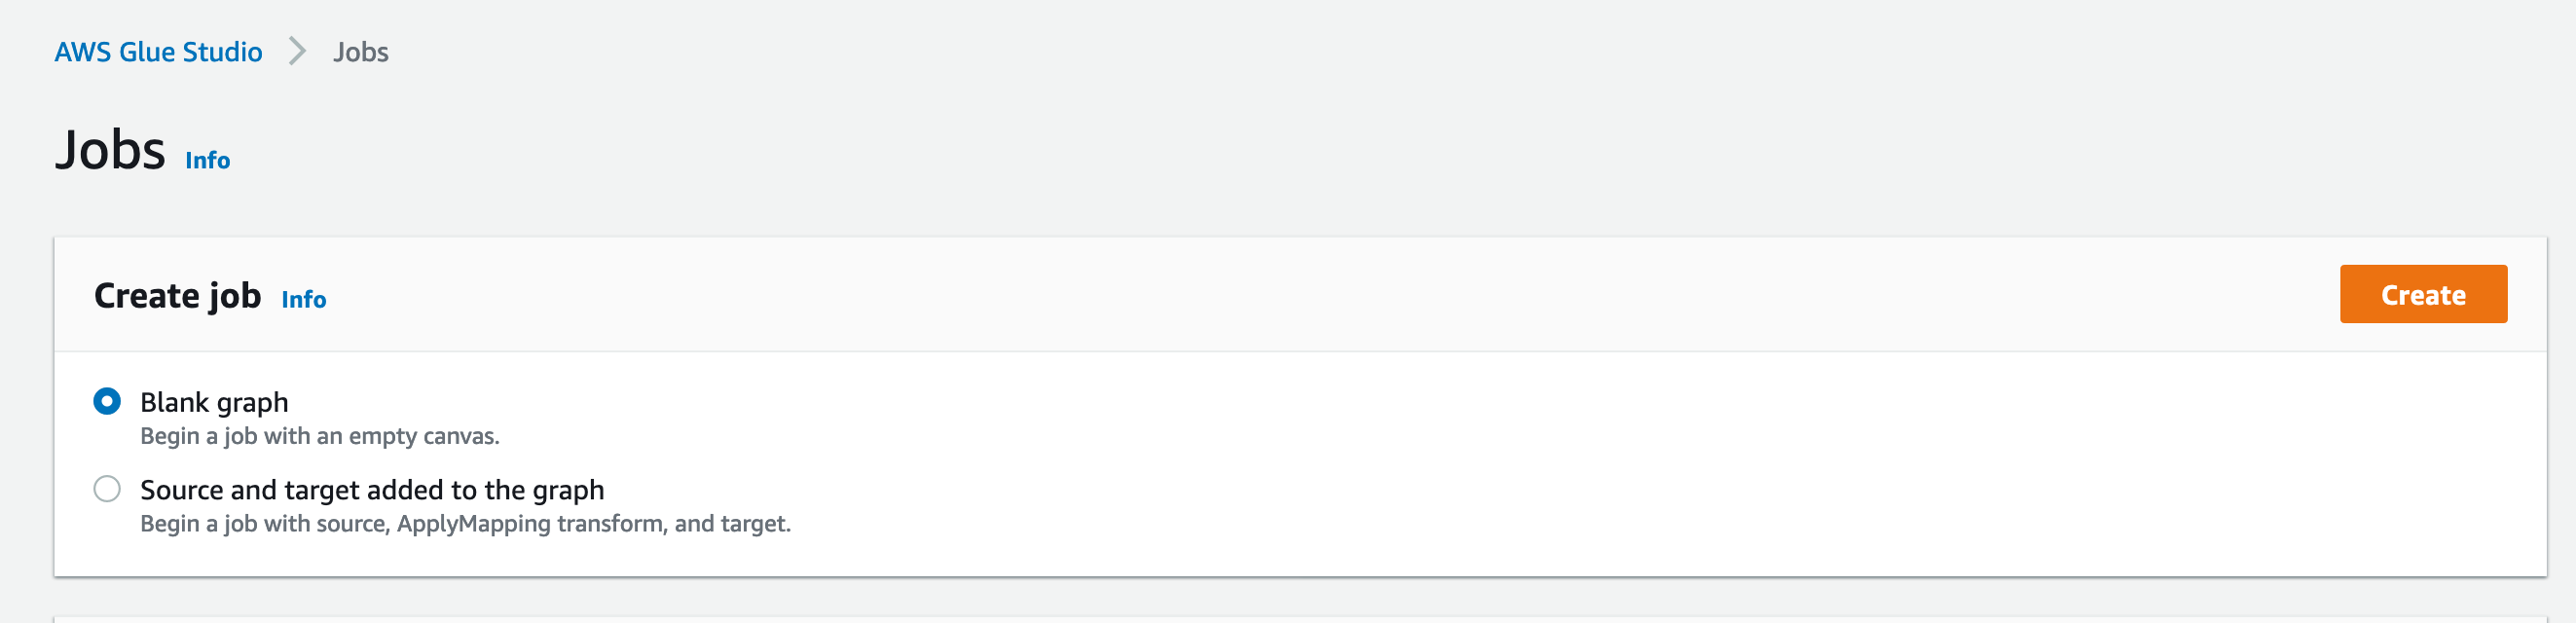 AWS Glue Studio Jobs
Jobs Info
Create job Info Create
Blank graph
Begin a job with an empty canvas.
Source and target added to the graph
Begin a job with source, ApplyMapping transform, and target.